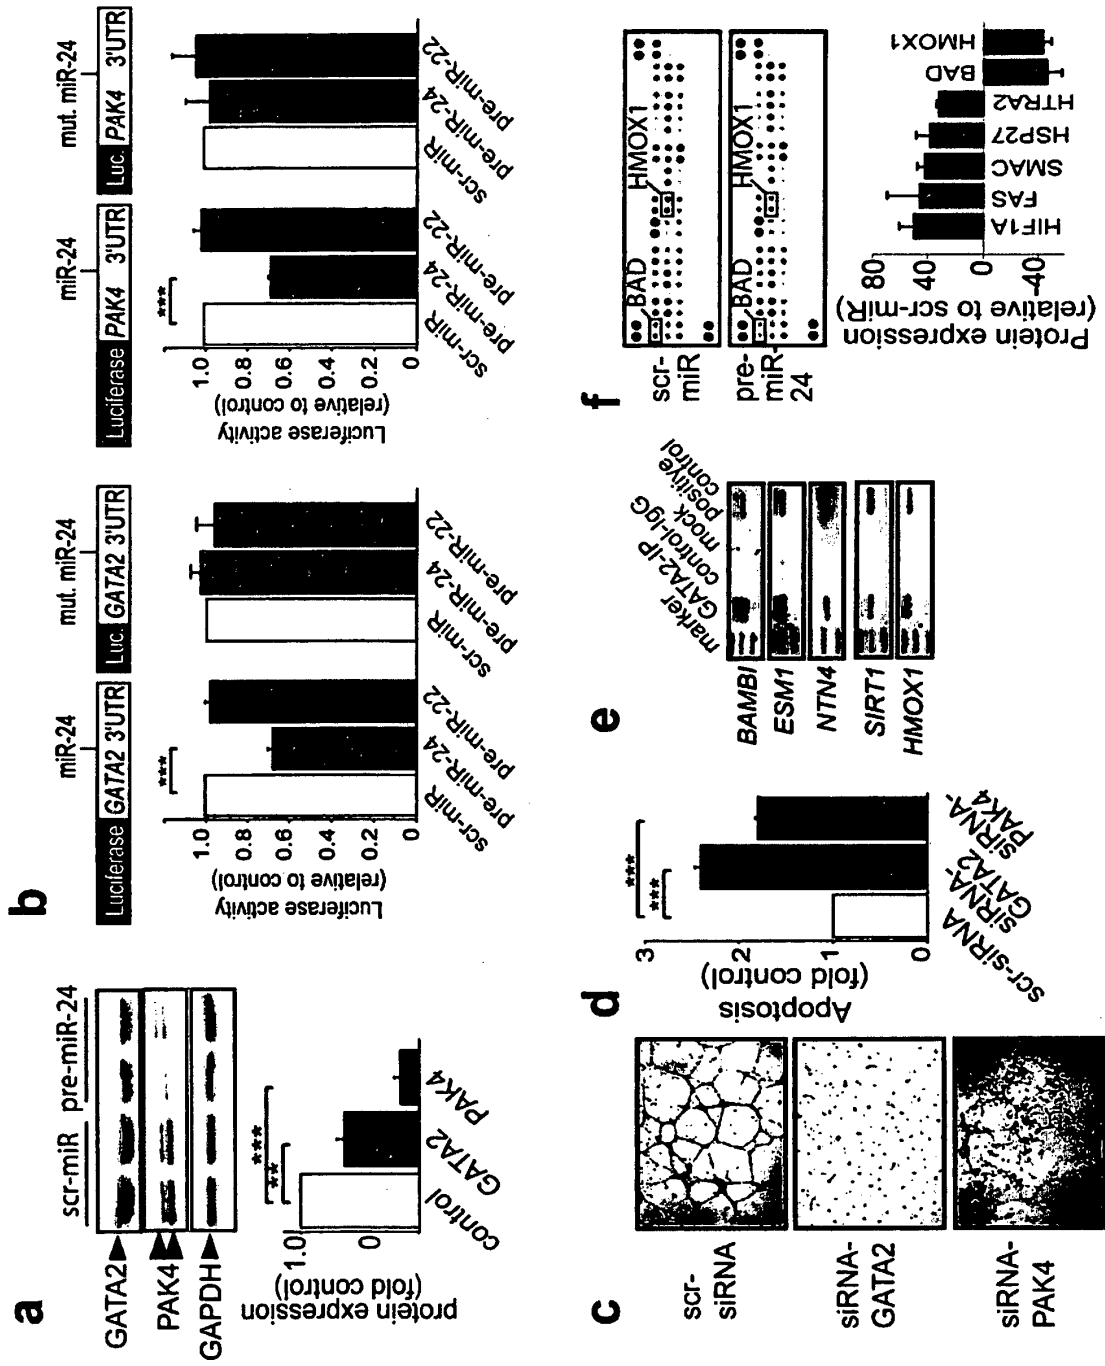 a
scr-miR pre-miR-24
GATA2
PAK4
GAPDH
protein expression
(fold control)
1.0
0
** ***
control
GATA2
PAK4
b
miR-24
Luciferase GATA2 3'UTR
mut. miR-24
Luc. GATA2 3'UTR
Luciferase activity
(relative to control)
1.0
0.8
0.6
0.4
0.2
0
***
scr-miR
pre-miR-24
pre-miR-22
scr-miR
pre-miR-24
pre-miR-22
miR-24
Luciferase PAK4 3'UTR
mut. miR-24
Luc. PAK4 3'UTR
Luciferase activity
(relative to control)
1.0
0.8
0.6
0.4
0.2
0
***
scr-miR
pre-miR-24
pre-miR-22
scr-miR
pre-miR-24
pre-miR-22
c
scr-
siRNA
siRNA-
GATA2
siRNA-
PAK4
d
Apoptosis
(fold control)
3
2
1
0
***
***
scr-siRNA
siRNA-
GATA2
siRNA-
PAK4
e
marker
GATA2-IP
control-IgG
mock
positive
control
BAMBI
ESM1
NTN4
SIRT1
HMOX1
f
scr-
miR
BAD HMOX1
pre-
miR-
24
BAD HMOX1
Protein expression
(relative to scr-miR)
80
40
0
-40
HIF1A
FAS
SMAC
HSP27
HTRA2
BAD
HMOX1